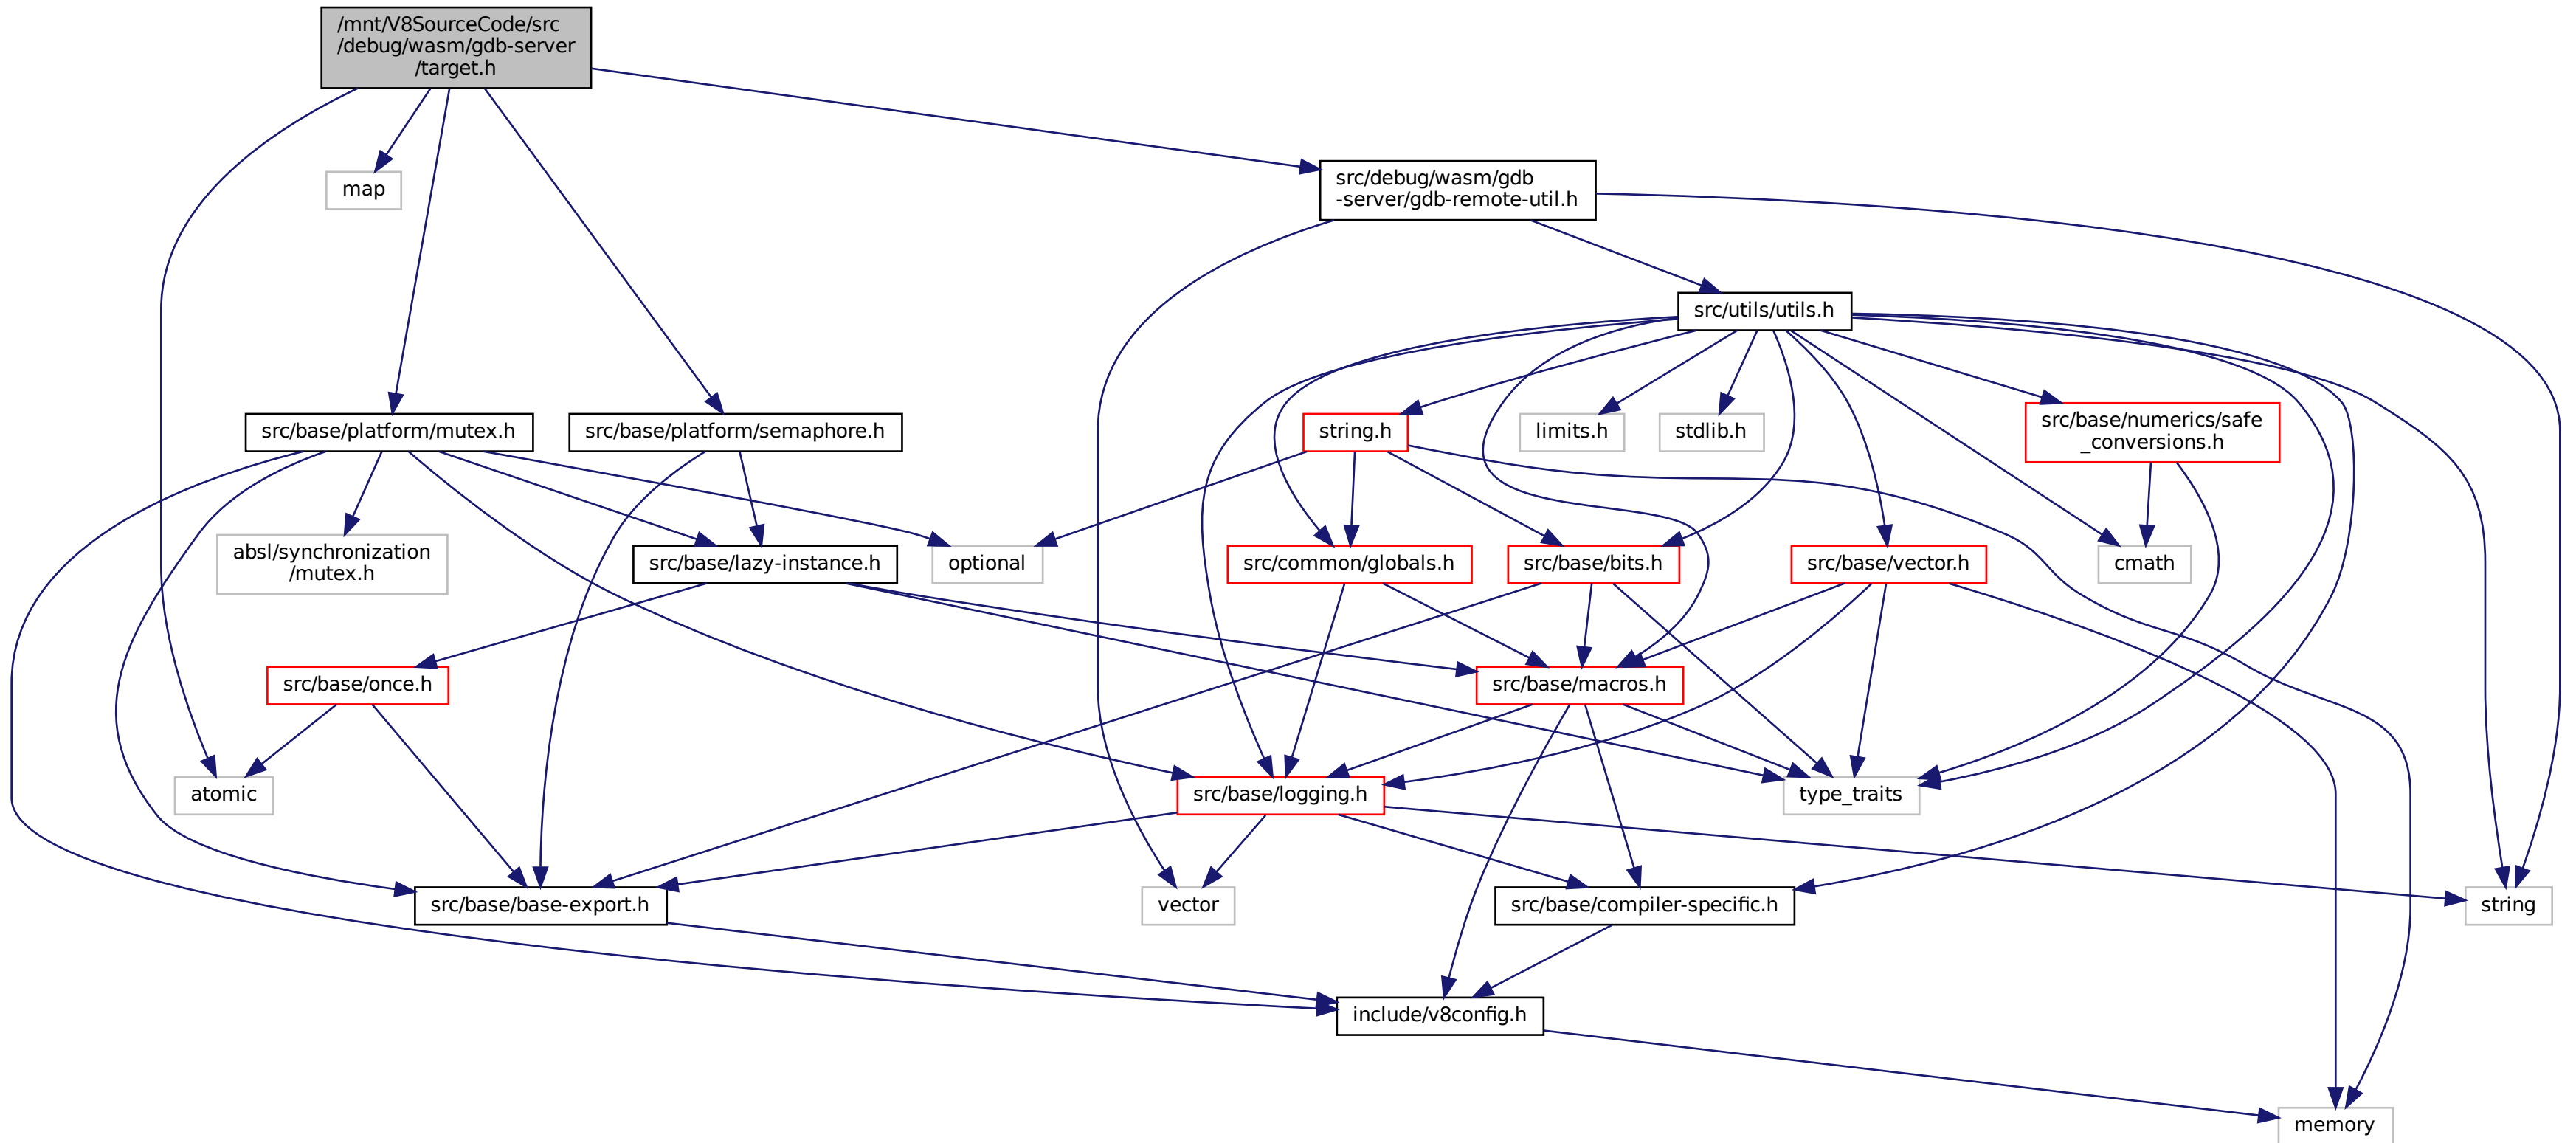 /mnt/V8SourceCode/src
/debug/wasm/gdb-server
/target.h
map
src/debug/wasm/gdb
-server/gdb-remote-util.h
src/utils/utils.h
src/base/platform/mutex.h
src/base/platform/semaphore.h
string.h
limits.h
stdlib.h
src/base/numerics/safe
_conversions.h
absl/synchronization
/mutex.h
src/base/lazy-instance.h
optional
src/common/globals.h
src/base/bits.h
src/base/vector.h
cmath
src/base/once.h
src/base/macros.h
atomic
src/base/logging.h
type_traits
src/base/base-export.h
vector
src/base/compiler-specific.h
string
include/v8config.h
memory